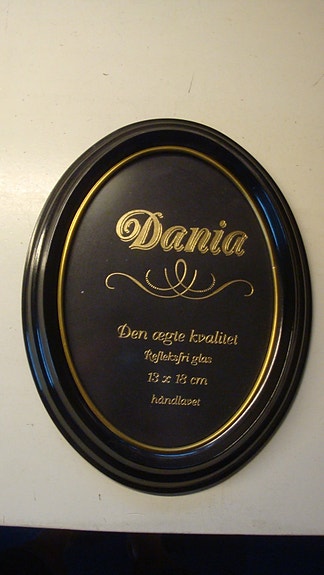 Dania
Den ægte kvalitet
Refleksfri glas
13 x 18 cm
håndlavet